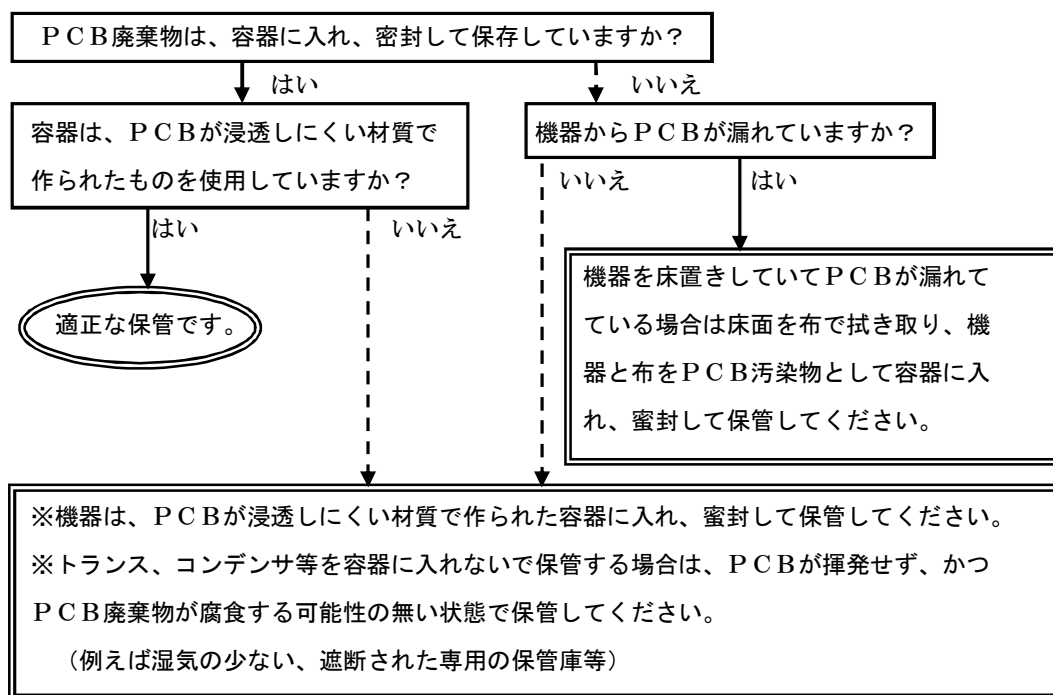 ＰＣＢ廃棄物は、容器に入れ、密封して保存していますか？
はい
いいえ
容器は、ＰＣＢが浸透しにくい材質で
作られたものを使用していますか？
機器からＰＣＢが漏れていますか？
いいえ
はい
はい
いいえ
機器を床置きしていてＰＣＢが漏れて
ている場合は床面を布で拭き取り、機
器と布をＰＣＢ汚染物として容器に入
れ、蜜封して保管してください。
適正な保管です。
※機器は、ＰＣＢが浸透しにくい材質で作られた容器に入れ、蜜封して保管してください。
※トランス、コンデンサ等を容器に入れないで保管する場合は、ＰＣＢが揮発せず、かつ
ＰＣＢ廃棄物が腐食する可能性の無い状態で保管してください。
（例えば湿気の少ない、遮断された専用の保管庫等）